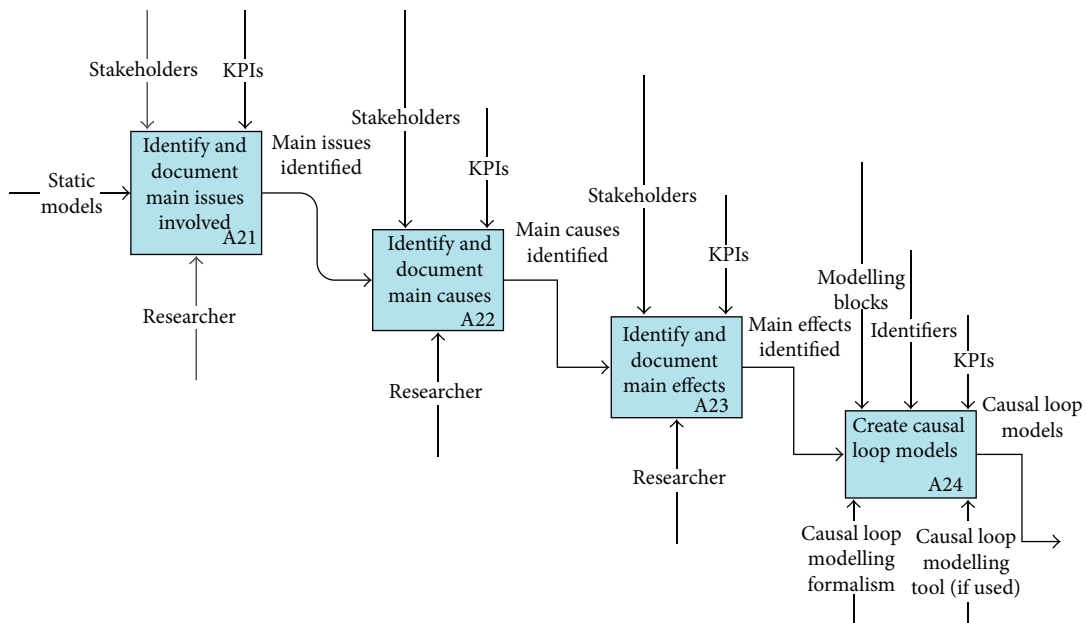 Stakeholders
KPIs
Static
models
Identify and
document
main issues
involved
A21
Researcher
Main issues
identified
Stakeholders
KPIs
Identify and
document
main causes
A22
Researcher
Main causes
identified
Stakeholders
KPIs
Identify and
document
main effects
A23
Researcher
Main effects
identified
Modelling
blocks
Identifiers
KPIs
Create causal
loop models
A24
Causal loop
models
Causal loop
modelling
formalism
Causal loop
modelling
tool (if used)